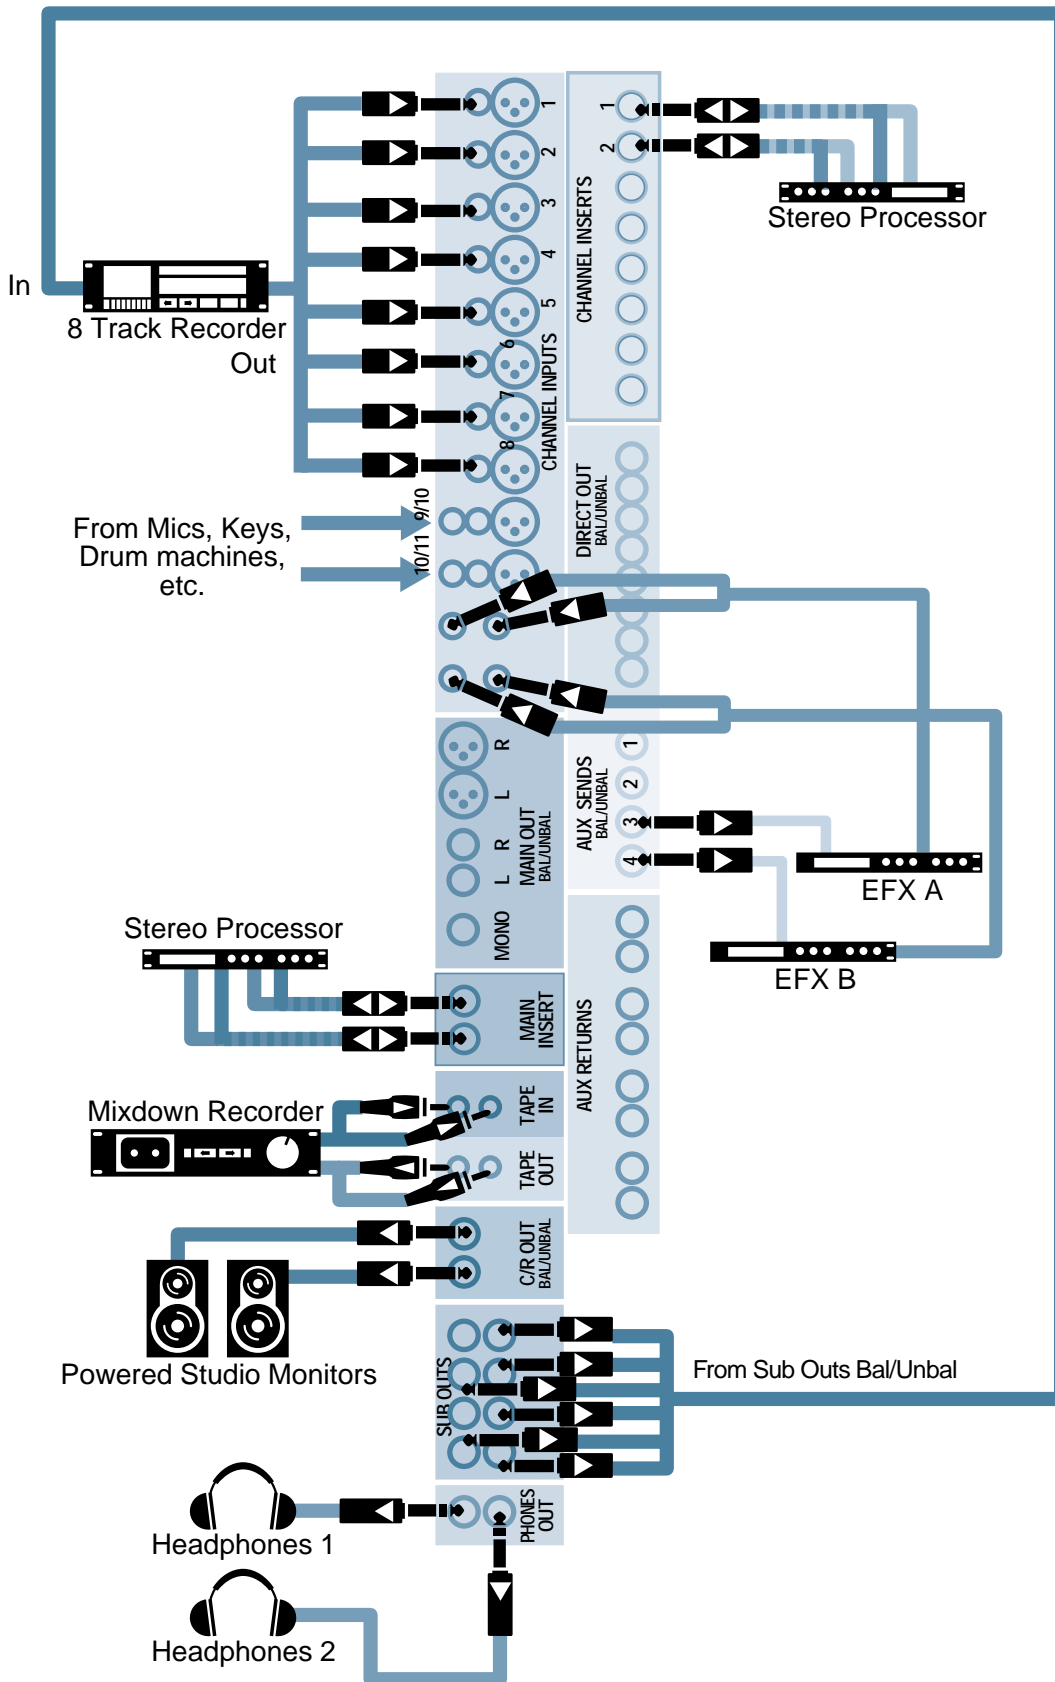 1
2
3
4
5
6
7
8
CHANNEL INPUTS
9/10
10/11
1
2
CHANNEL INSERTS
Stereo Processor
In
8 Track Recorder
Out
From Mics, Keys,
Drum machines,
etc.
DIRECT OUT
BAL/UNBAL
R
L
R
L
MONO
MAIN OUT
BAL/UNBAL
1
2
3
4
AUX SENDS
BAL/UNBAL
EFX A
EFX B
Stereo Processor
MAIN
INSERT
AUX RETURNS
Mixdown Recorder
TAPE
IN
TAPE
OUT
C/R OUT
BAL/UNBAL
Powered Studio Monitors
SUB OUTS
From Sub Outs Bal/Unbal
PHONES
OUT
Headphones 1
Headphones 2